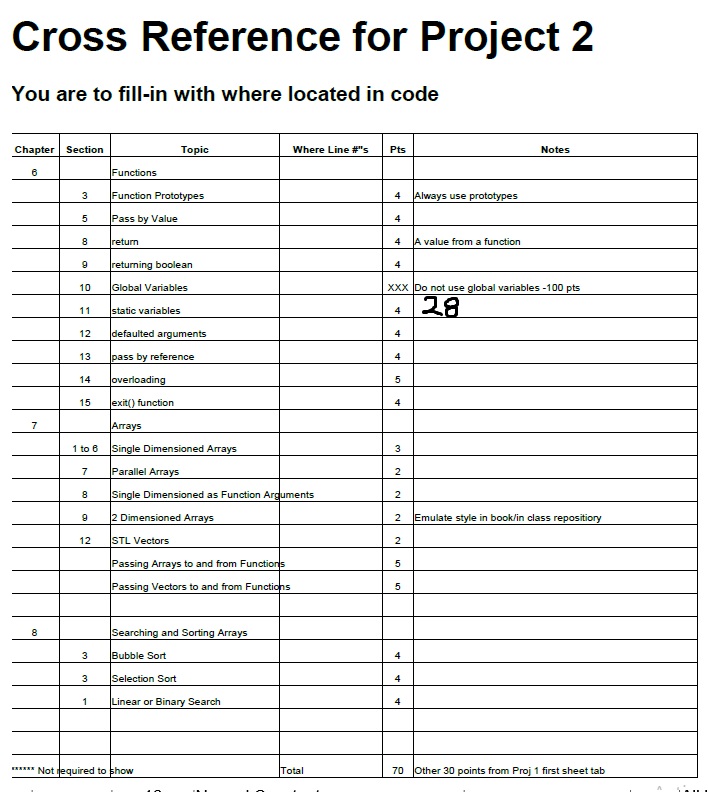 Cross Reference for Project 2
You are to fill-in with where located in code
Chapter Section Topic Where Line #"s Pts Notes
6 Functions
3 Function Prototypes 4 Always use prototypes
5 Pass by Value 4
8 return 4 A value from a function
9 returning boolean 4
10 Global Variables XXX Do not use global variables -100 pts
11 static variables 4 28
12 defaulted arguments 4
13 pass by reference 4
14 overloading 5
15 exit() function 4
7 Arrays
1 to 6 Single Dimensioned Arrays 3
7 Parallel Arrays 2
8 Single Dimensioned as Function Arguments 2
9 2 Dimensioned Arrays 2 Emulate style in book/in class repositiory
12 STL Vectors 2
Passing Arrays to and from Functions 5
Passing Vectors to and from Functions 5
8 Searching and Sorting Arrays
3 Bubble Sort 4
3 Selection Sort 4
1 Linear or Binary Search 4
****** Not required to show Total 70 Other 30 points from Proj 1 first sheet tab